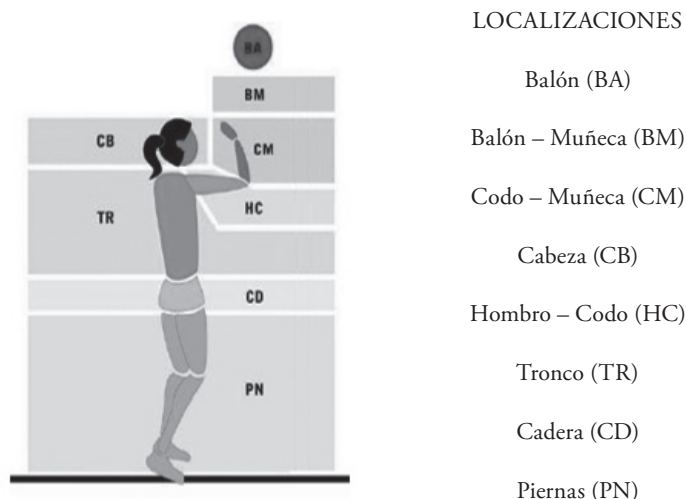 LOCALIZACIONES
Balón (BA)
Balón – Muñeca (BM)
Codo – Muñeca (CM)
Cabeza (CB)
Hombro – Codo (HC)
Tronco (TR)
Cadera (CD)
Piernas (PN)
BA
BM
CB
CM
TR
HC
CD
PN